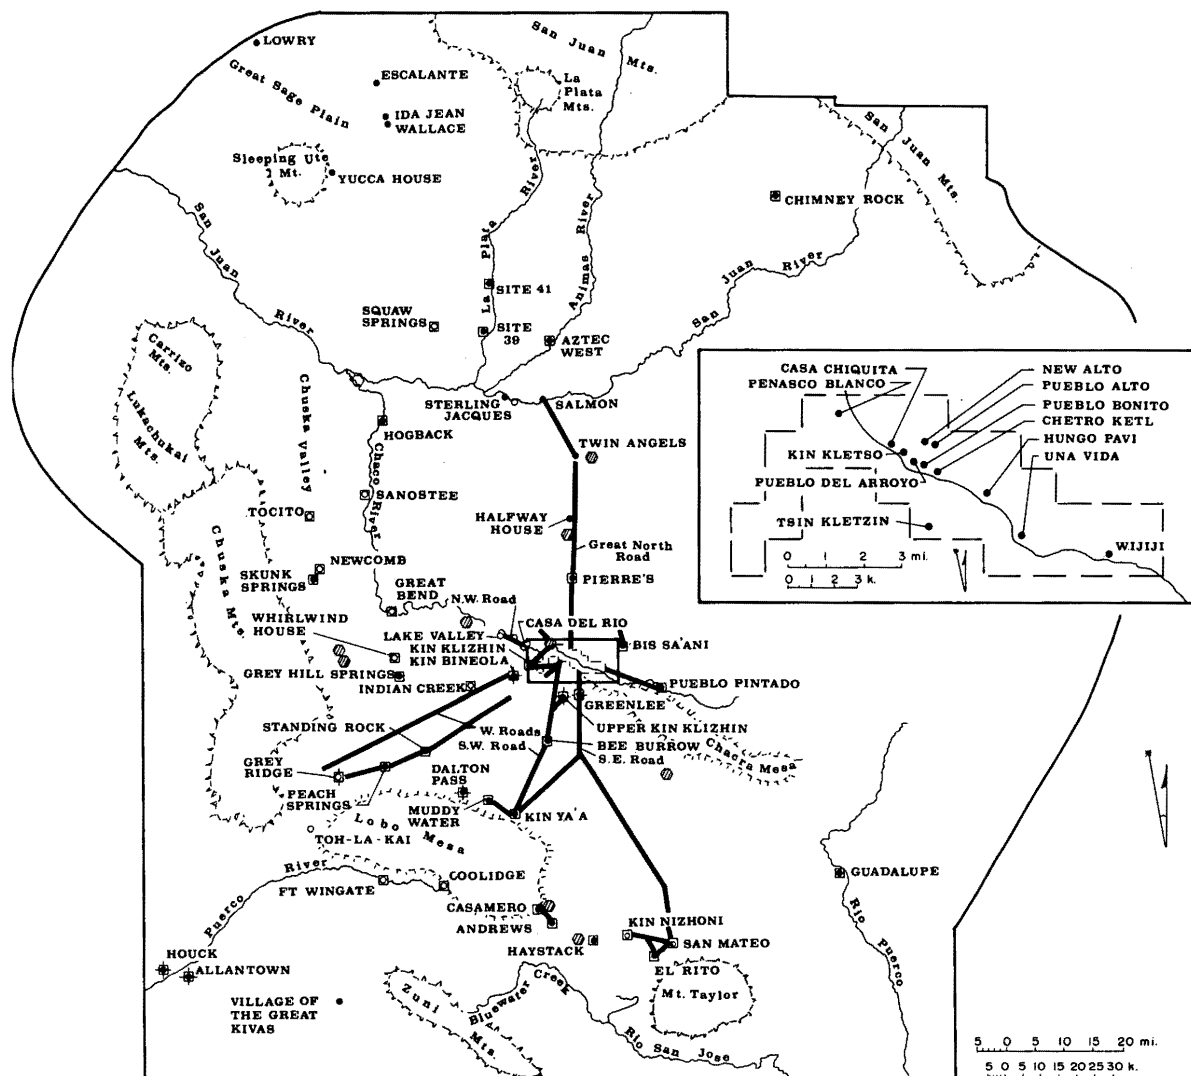 LOWRY
San Juan Mts.
ESCALANTE
Great Sage Plain
La
Plata
Mts.
IDA JEAN
WALLACE
San Juan Mts.
Sleeping Ute
Mt.
YUCCA HOUSE
La Plata River
CHIMNEY ROCK
San Juan River
Animas River
San Juan River
SITE 41
SQUAW
SPRINGS
SITE
39
AZTEC
WEST
Carrizo
Mts.
Lukachukai
Mts.
Chuska Valley
STERLING
JACQUES
SALMON
HOGBACK
TWIN ANGELS
Chaco River
SANOSTEE
TOCITO
HALFWAY
HOUSE
Great North
Road
Chuska Mts.
NEWCOMB
SKUNK
SPRINGS
PIERRE'S
GREAT
BEND
N.W. Road
WHIRLWIND
HOUSE
CASA DEL RIO
LAKE VALLEY
KIN KLIZHIN
KIN BINEOLA
BIS SA'ANI
GREY HILL SPRINGS
INDIAN CREEK
PUEBLO PINTADO
GREENLEE
STANDING ROCK
W. Roads
UPPER KIN KLIZHIN
S.W. Road
BEE BURROW
S.E. Road
Chacra Mesa
GREY
RIDGE
DALTON
PASS
PEACH
SPRINGS
MUDDY
WATER
KIN YA'A
Lobo Mesa
TOH-LA-KAI
Puerco River
COOLIDGE
FT WINGATE
GUADALUPE
CASAMERO
ANDREWS
KIN NIZHONI
HAYSTACK
SAN MATEO
EL RITO
Rio Puerco
HOUCK
ALLANTOWN
Mt. Taylor
Bluewater Creek
VILLAGE OF
THE GREAT
KIVAS
Zuni Mts.
Rio San Jose
CASA CHIQUITA
PENASCO BLANCO
NEW ALTO
PUEBLO ALTO
PUEBLO BONITO
CHETRO KETL
HUNGO PAVI
KIN KLETSO
UNA VIDA
PUEBLO DEL ARROYO
TSIN KLETZIN
WIJIJI
0 1 2 3 mi.
0 1 2 3 k.
5 0 5 10 15 20 mi.
5 0 5 10 15 20 25 30 k.